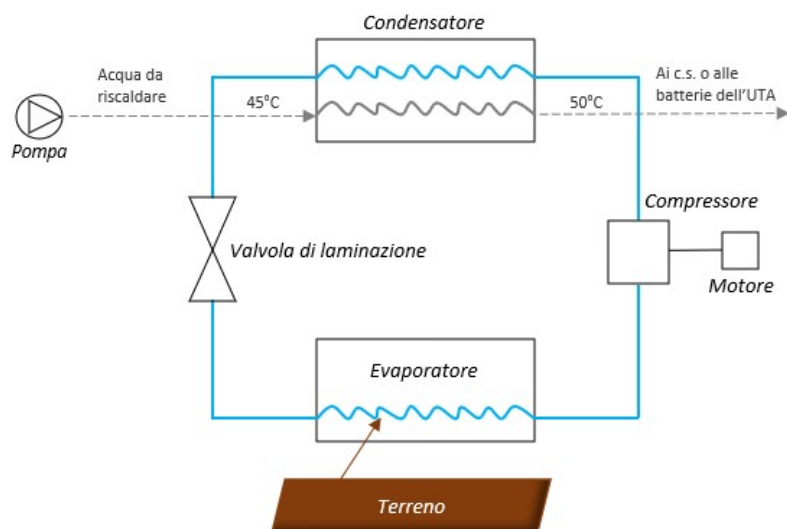 Condensatore
Acqua da
riscaldare
45°C
50°C
Ai c.s. o alle
batterie dell'UTA
Pompa
Compressore
Valvola di laminazione
Motore
Evaporatore
Terreno